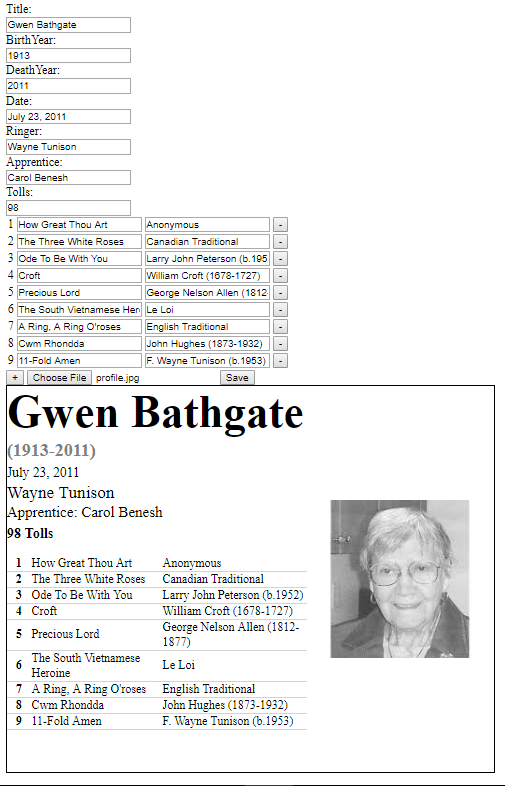 Title:
Gwen Bathgate
BirthYear:
1913
DeathYear:
2011
Date:
July 23, 2011
Ringer:
Wayne Tunison
Apprentice:
Carol Benesh
Tolls:
98
1 How Great Thou Art Anonymous -
2 The Three White Roses Canadian Traditional -
3 Ode To Be With You Larry John Peterson (b.195 -
4 Croft William Croft (1678-1727) -
5 Precious Lord George Nelson Allen (1812 -
6 The South Vietnamese Hero Le Loi -
7 A Ring, A Ring O'roses English Traditional -
8 Cwm Rhondda John Hughes (1873-1932) -
9 11-Fold Amen F. Wayne Tunison (b.1953) -
+ Choose File profile.jpg Save
Gwen Bathgate
(1913-2011)
July 23, 2011
Wayne Tunison
Apprentice: Carol Benesh
98 Tolls
1 How Great Thou Art Anonymous
2 The Three White Roses Canadian Traditional
3 Ode To Be With You Larry John Peterson (b.1952)
4 Croft William Croft (1678-1727)
5 Precious Lord George Nelson Allen (1812-
1877)
6 The South Vietnamese
Heroine Le Loi
7 A Ring, A Ring O'roses English Traditional
8 Cwm Rhondda John Hughes (1873-1932)
9 11-Fold Amen F. Wayne Tunison (b.1953)